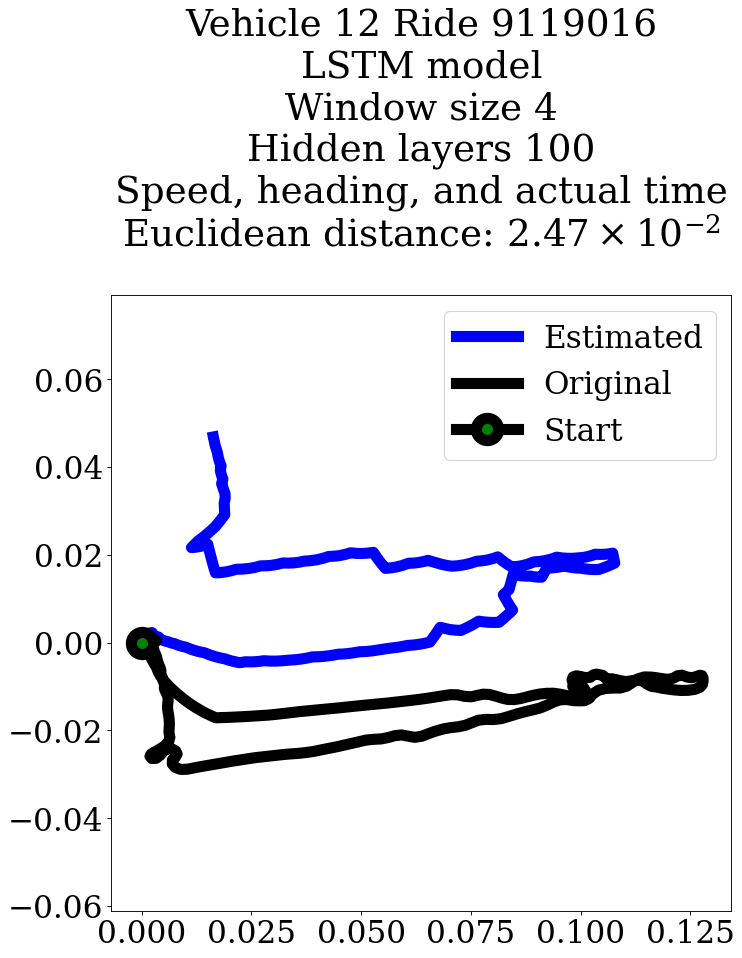 Vehicle 12 Ride 9119016
LSTM model
Window size 4
Hidden layers 100
Speed, heading, and actual time
Euclidean distance: 2.47 × 10⁻²
Estimated
Original
Start
0.06
0.04
0.02
0.00
−0.02
−0.04
−0.06
0.000 0.025 0.050 0.075 0.100 0.125